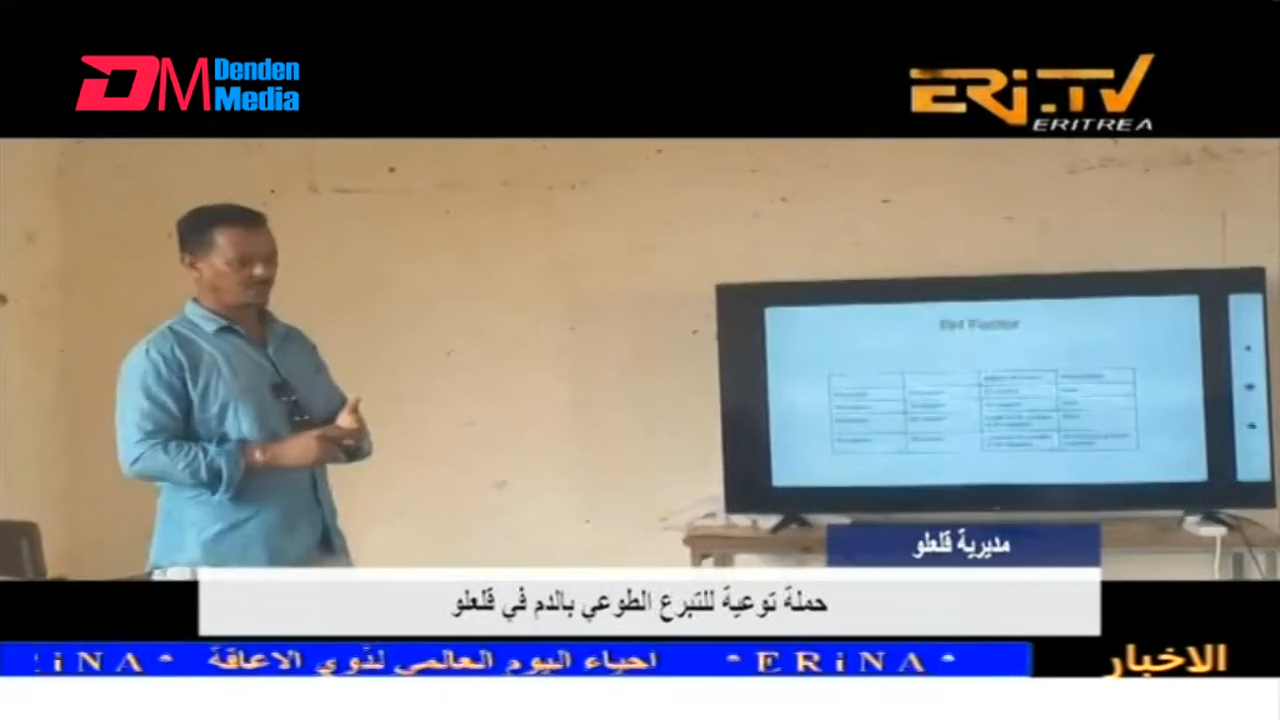 DM Denden Media
ERi.TV
ERITREA
RH Factor
مديرية قلعلو
حملة توعية للتبرع الطوعي بالدم في قلعلو
ERiNA احياء اليوم العالمي لذوي الاعاقة
الاخبار